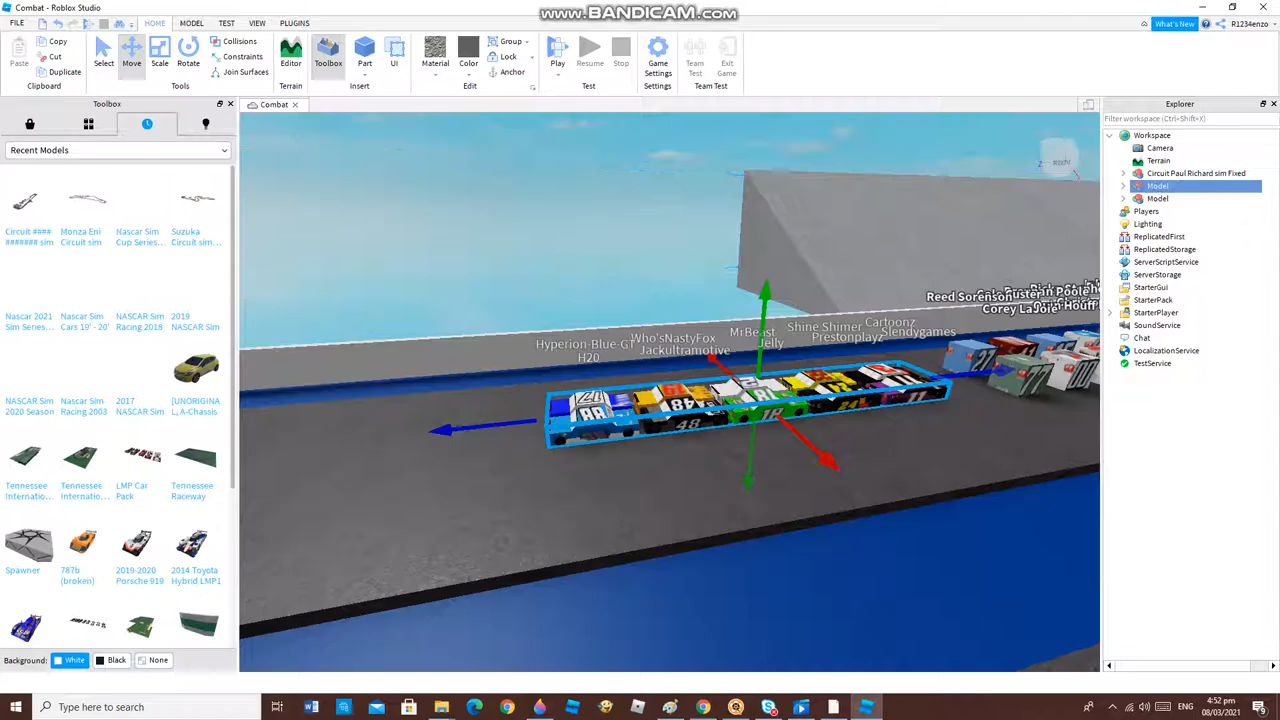 Combat - Roblox Studio
www.BANDICAM.com
FILE
HOME MODEL TEST VIEW PLUGINS
What's New
R1234enzo
Paste
Copy
Cut
Duplicate
Clipboard
Select
Move
Scale
Rotate
Collisions
Constraints
Join Surfaces
Tools
Editor
Terrain
Toolbox
Part
UI
Insert
Material
Color
Group
Lock
Anchor
Edit
Play
Resume
Stop
Test
Game Settings
Settings
Team Test
Exit Game
Team Test
Toolbox
Combat
Explorer
Filter workspace (Ctrl+Shift+X)
Recent Models
Circuit #### ####### sim
Monza Eni Circuit sim
Nascar Sim Cup Series...
Suzuka Circuit sim...
Nascar 2021 Sim Series...
Nascar Sim Cars 19' - 20'
Nascar Sim Racing 2018
2019 NASCAR Sim
NASCAR Sim 2020 Season
Nascar Sim Racing 2003
2017 NASCAR Sim
[UNORGINAL, A-Chassis
Tennessee Internatio...
Tennessee Internatio...
LMP Car Pack
Tennessee Raceway
Spawner
787b (broken)
2019-2020 Porsche 919
2014 Toyota Hybrid LMP1
Background: White Black None
Workspace
Camera
Terrain
Circuit Paul Richard sim Fixed
Model
Model
Players
Lighting
ReplicatedFirst
ReplicatedStorage
ServerScriptService
ServerStorage
StarterGui
StarterPack
StarterPlayer
SoundService
Chat
LocalizationService
TestService
Reed Sorenson
Corey LaJoie
Poole
Houff
Hyperion-Blue-GT
H20
Who'sNastyFox
Jackultramotive
MrBeast
Jelly
Shine Shimer
Prestonplayz
Cartoonz
Slendygames
88
48
48
18
24
11
Type here to search
ENG
4:52 pm
08/03/2021